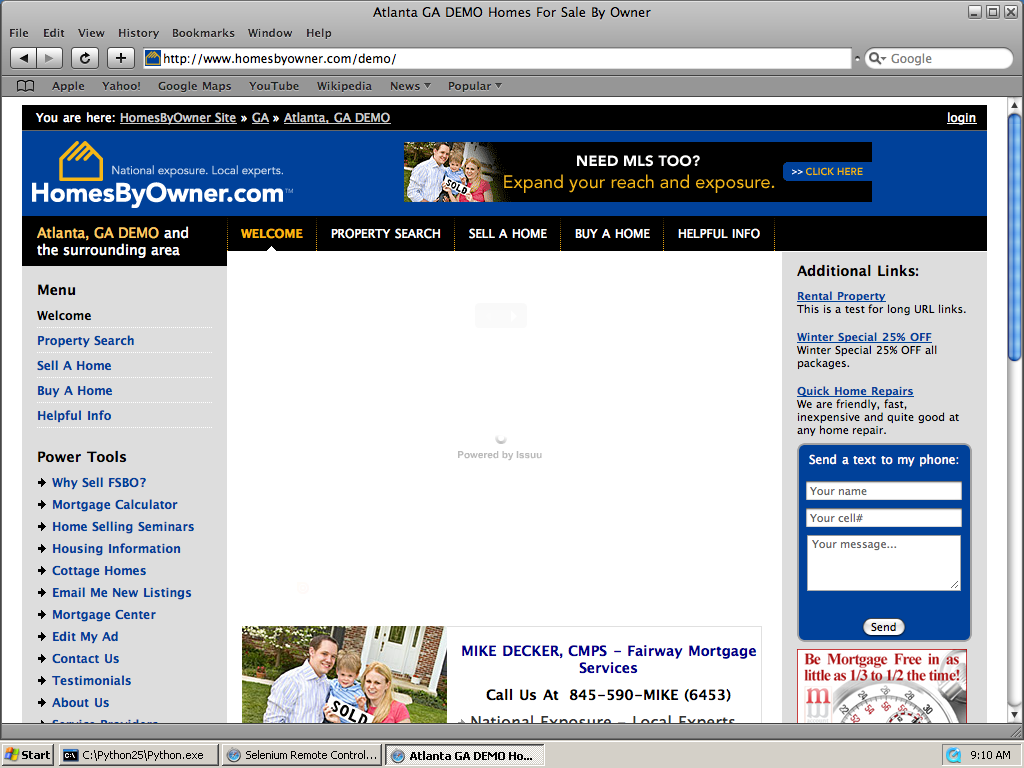 Atlanta GA DEMO Homes For Sale By Owner
File Edit View History Bookmarks Window Help
http://www.homesbyowner.com/demo/
Google
Apple Yahoo! Google Maps YouTube Wikipedia News Popular
You are here: HomesByOwner Site » GA » Atlanta, GA DEMO
login
National exposure. Local experts.
HomesByOwner.com™
NEED MLS TOO?
Expand your reach and exposure.
>> CLICK HERE
SOLD
Atlanta, GA DEMO and
the surrounding area
WELCOME PROPERTY SEARCH SELL A HOME BUY A HOME HELPFUL INFO
Menu
Welcome
Property Search
Sell A Home
Buy A Home
Helpful Info
Power Tools
Why Sell FSBO?
Mortgage Calculator
Home Selling Seminars
Housing Information
Cottage Homes
Email Me New Listings
Mortgage Center
Edit My Ad
Contact Us
Testimonials
About Us
Service Providers
Powered by Issuu
SOLD
MIKE DECKER, CMPS - Fairway Mortgage
Services
Call Us At 845-590-MIKE (6453)
National Exposure - Local Experts
Additional Links:
Rental Property
This is a test for long URL links.
Winter Special 25% OFF
Winter Special 25% OFF all
packages.
Quick Home Repairs
We are friendly, fast,
inexpensive and quite good at
any home repair.
Send a text to my phone:
Your name
Your cell#
Your message...
Send
Be Mortgage Free in as
little as 1/3 to 1/2 the time!
m
Start
C:\Python25\Python.exe
Selenium Remote Control...
Atlanta GA DEMO Ho...
9:10 AM